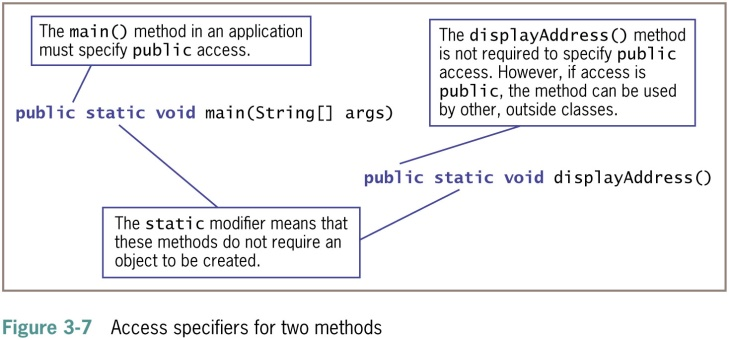 The main() method in an application
must specify public access.
The displayAddress() method
is not required to specify public
access. However, if access is
public, the method can be used
by other, outside classes.
public static void main(String[] args)
public static void displayAddress()
The static modifier means that
these methods do not require an
object to be created.
Figure 3-7 Access specifiers for two methods